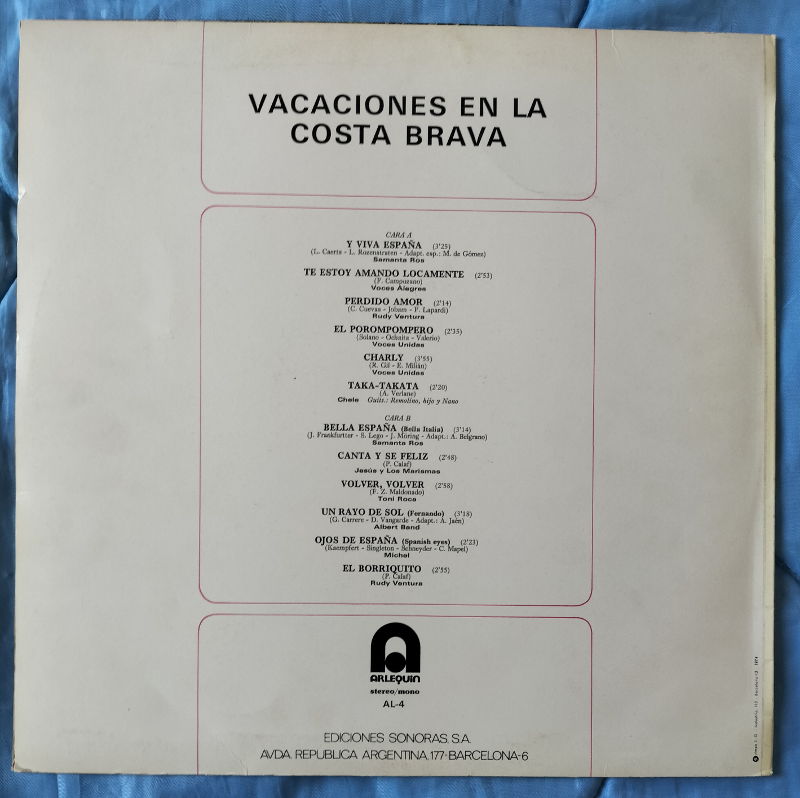 VACACIONES EN LA
COSTA BRAVA
CARA A
Y VIVA ESPAÑA (3'25)
(L. Caerts - L. Rozenstraten - Adapt. esp.: M. de Gómez)
Samanta Ros
TE ESTOY AMANDO LOCAMENTE (2'53)
(F. Campuzano)
Voces Alegres
PERDIDO AMOR (2'14)
(C. Cuevas - Jobam - F. Lapardi)
Rudy Ventura
EL POROMPOMPERO (2'35)
(Solano - Ochaita - Valerio)
Voces Unidas
CHARLY (3'55)
(R. Gil - E. Milián)
Voces Unidas
TAKA-TAKATA (2'20)
(A. Verlane)
Chele Guits.: Remolino, hijo y Nano
CARA B
BELLA ESPAÑA (Bella Italia) (3'14)
(J. Frankfurtter - S. Lego - J. Möring - Adapt.: A. Belgrano)
Samanta Ros
CANTA Y SE FELIZ (2'48)
(P. Calaf)
Jesús y Los Marismas
VOLVER, VOLVER (2'58)
(F. Z. Maldonado)
Toni Roca
UN RAYO DE SOL (Fernando) (3'18)
(G. Carrere - D. Vangarde - Adapt.: A. Jaén)
Albert Band
OJOS DE ESPAÑA (Spanish eyes) (2'23)
(Kaempfert - Singleton - Schneyder - C. Mapel)
Michel
EL BORRIQUITO (2'55)
(P. Calaf)
Rudy Ventura
ARLEQUIN
stereo/mono
AL-4
EDICIONES SONORAS, S.A.
AVDA. REPUBLICA ARGENTINA, 177-BARCELONA-6